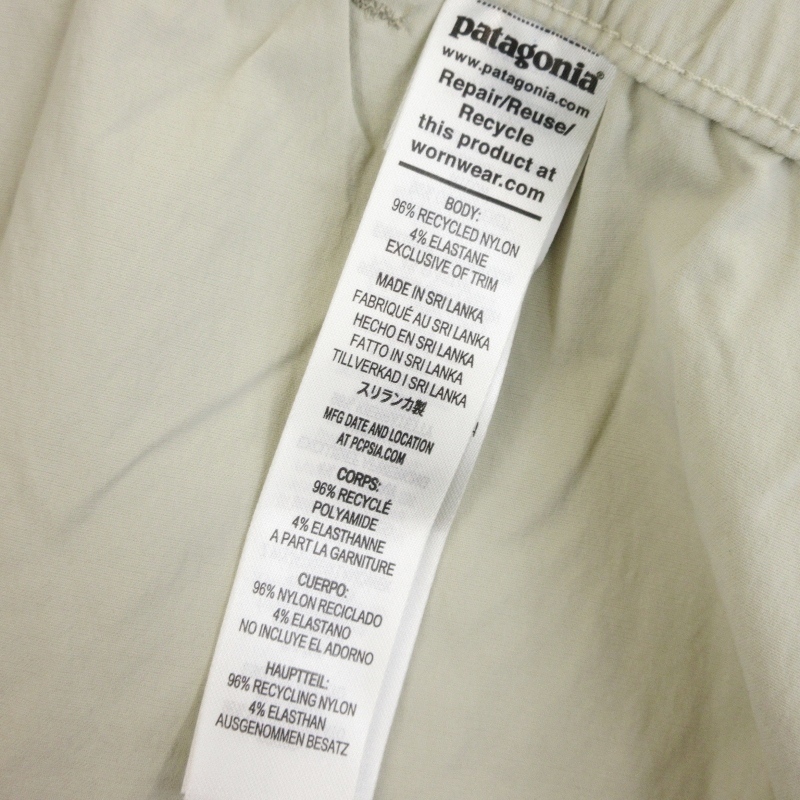 patagonia®
www.patagonia.com
Repair/Reuse/
Recycle
this product at
wornwear.com
BODY:
96% RECYCLED NYLON
4% ELASTANE
EXCLUSIVE OF TRIM
MADE IN SRI LANKA
FABRIQUÉ AU SRI LANKA
HECHO EN SRI LANKA
FATTO IN SRI LANKA
TILLVERKAD I SRI LANKA
スリランカ製
MFG DATE AND LOCATION
AT PCPSIA.COM
CORPS:
96% RECYCLÉ
POLYAMIDE
4% ELASTHANNE
A PART LA GARNITURE
CUERPO:
96% NYLON RECICLADO
4% ELASTANO
NO INCLUYE EL ADORNO
HAUPTTEIL:
96% RECYCLING NYLON
4% ELASTHAN
AUSGENOMMEN BESATZ